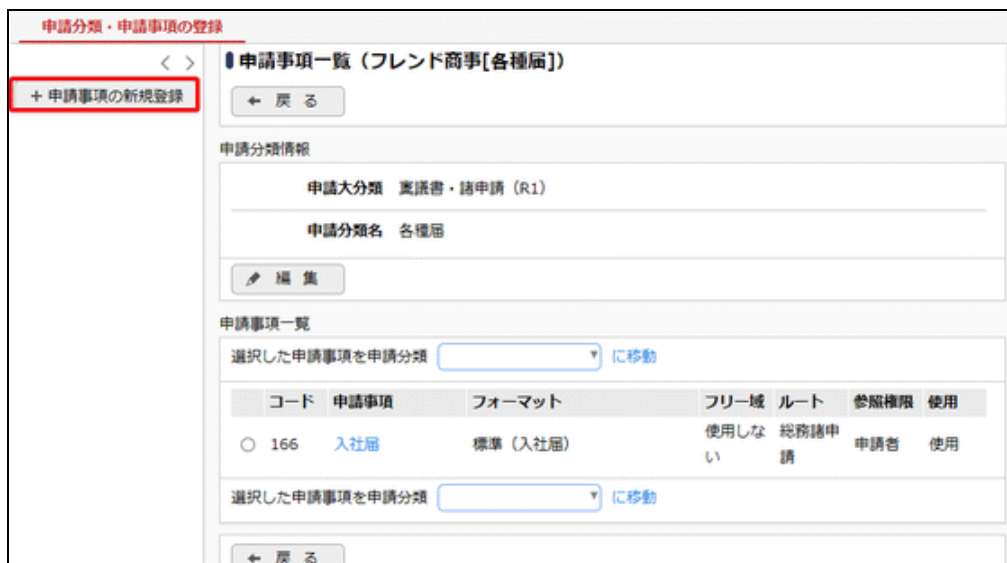 申請分類・申請事項の登録
< >
+ 申請事項の新規登録
申請事項一覧（フレンド商事[各種届]）
← 戻 る
申請分類情報
申請大分類 稟議書・諸申請（R1）
申請分類名 各種届
編 集
申請事項一覧
選択した申請事項を申請分類 に移動
コード 申請事項 フォーマット フリー域 ルート 参照権限 使用
166 入社届 標準（入社届） 使用しない 総務諸申請 申請者 使用
選択した申請事項を申請分類 に移動
← 戻 る